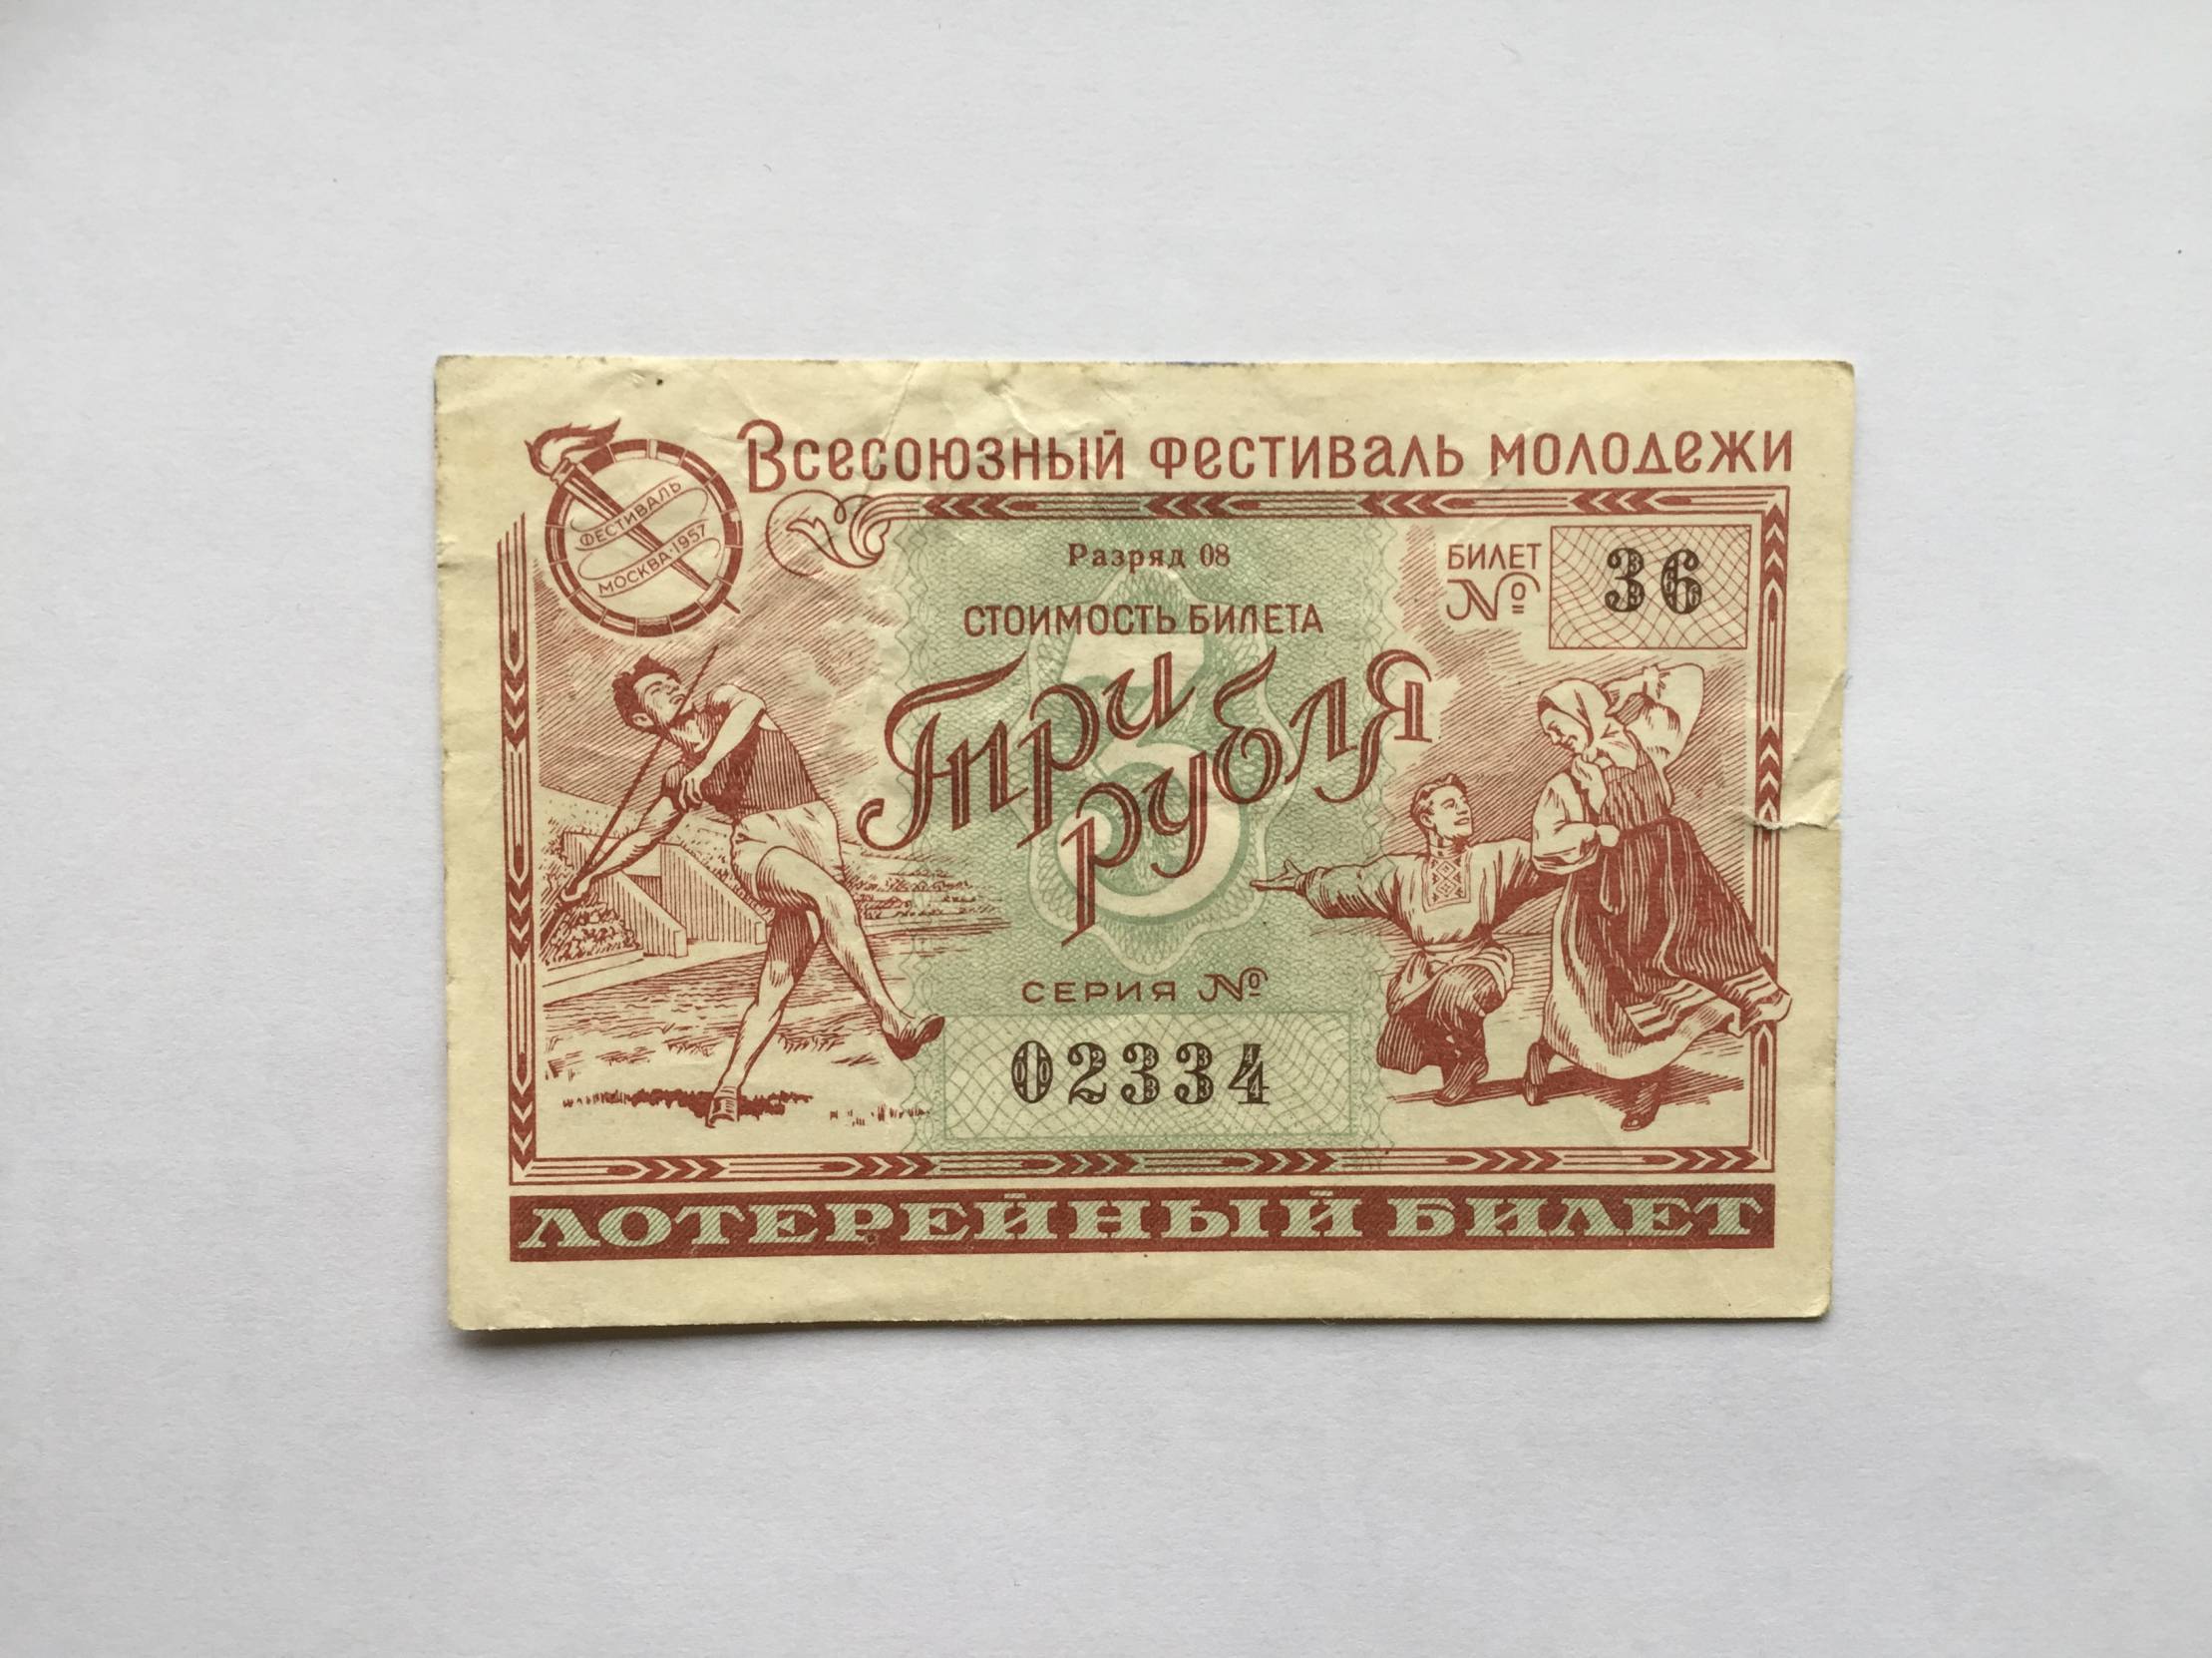 Всесоюзный фестиваль молодежи
ФЕСТИВАЛЬ
МОСКВА·1957
Разряд 08
БИЛЕТ
№
36
СТОИМОСТЬ БИЛЕТА
3
Три
рубля
СЕРИЯ №
02334
ЛОТЕРЕЙНЫЙ БИЛЕТ